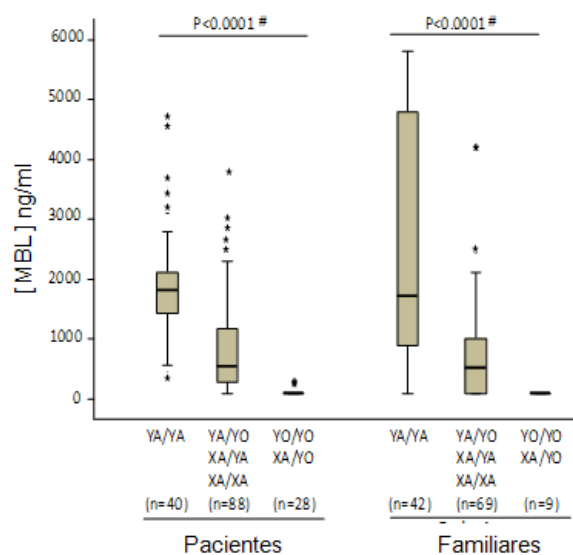 P<0.0001 #
P<0.0001 #
6000
5000
4000
3000
2000
1000
0
[MBL] ng/ml
YA/YA
YA/YO
YO/YO
YA/YA
YA/YO
YO/YO
XA/YA
XA/YO
XA/YA
XA/YO
XA/XA
XA/XA
(n=40)
(n=88)
(n=28)
(n=42)
(n=69)
(n=9)
Pacientes
Familiares